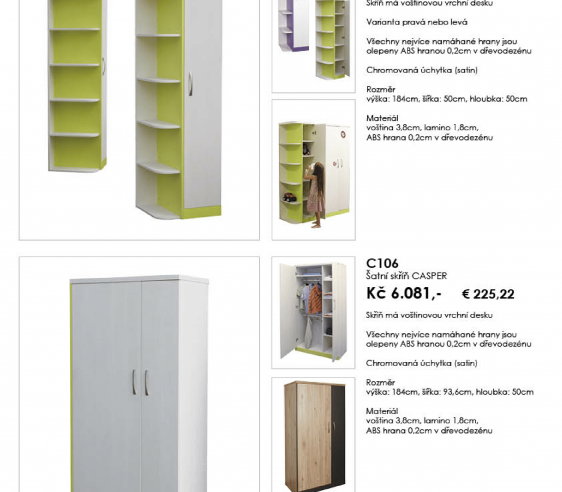 Skříň má voštinovou vrchní desku
Varianta pravá nebo levá
Všechny nejvíce namáhané hrany jsou
olepeny ABS hranou 0,2cm v dřevodezénu
Chromovaná úchytka (satin)
Rozměr
výška: 184cm, šířka: 50cm, hloubka: 50cm
Materiál
voština 3,8cm, lamino 1,8cm,
ABS hrana 0,2cm v dřevodezénu
C106
Šatní skříň CASPER
Kč 6.081,- € 225,22
Skříň má voštinovou vrchní desku
Všechny nejvíce namáhané hrany jsou
olepeny ABS hranou 0,2cm v dřevodezénu
Chromovaná úchytka (satin)
Rozměr
výška: 184cm, šířka: 93,6cm, hloubka: 50cm
Materiál
voština 3,8cm, lamino 1,8cm,
ABS hrana 0,2cm v dřevodezénu